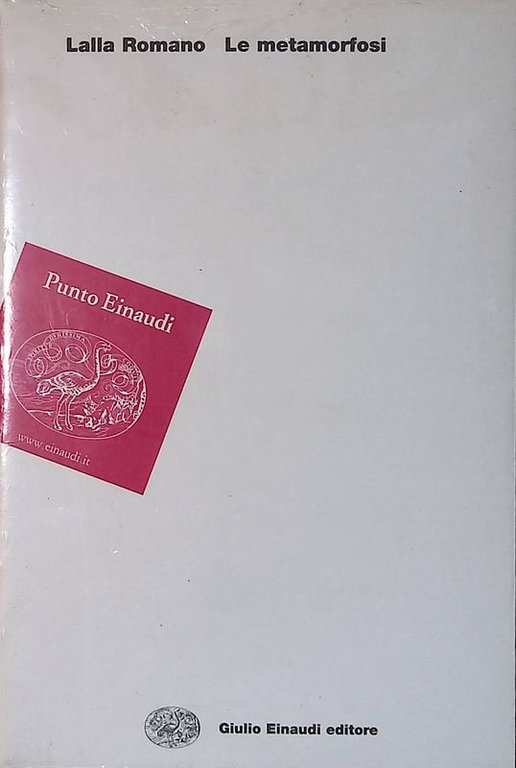 Lalla Romano Le metamorfosi
Punto Einaudi
www.einaudi.it
Giulio Einaudi editore